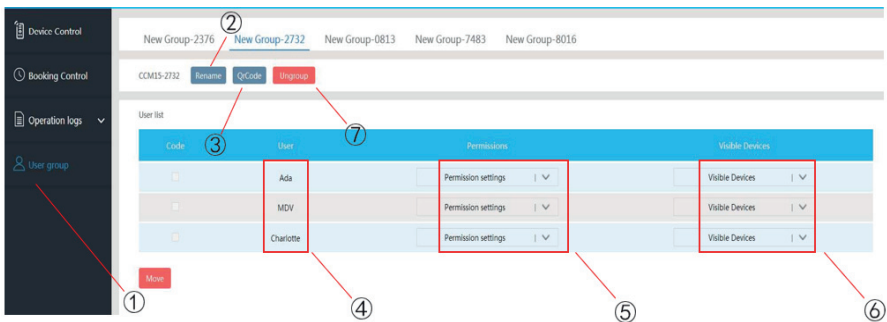 Device Control
Booking Control
Operation logs
User group
①
②
New Group-2376 New Group-2732 New Group-0813 New Group-7483 New Group-8016
CCM15-2732 Rename QrCode Ungroup
③
⑦
User list
Code User Permissions Visible Devices
Ada Permission settings Visible Devices
MDV Permission settings Visible Devices
Charlotte Permission settings Visible Devices
Move
④
⑤
⑥